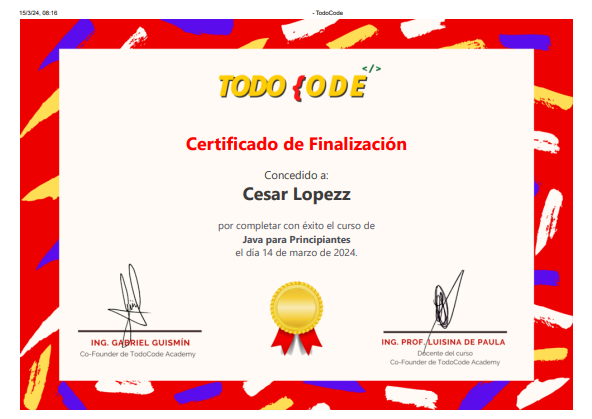 15/3/24, 08:16
- TodoCode
</>
TODO {ODE
Certificado de Finalización
Concedido a:
Cesar Lopezz
por completar con éxito el curso de
Java para Principiantes
el día 14 de marzo de 2024.
ING. GABRIEL GUISMÍN
Co-Founder de TodoCode Academy
ING. PROF. LUISINA DE PAULA
Docente del curso
Co-Founder de TodoCode Academy